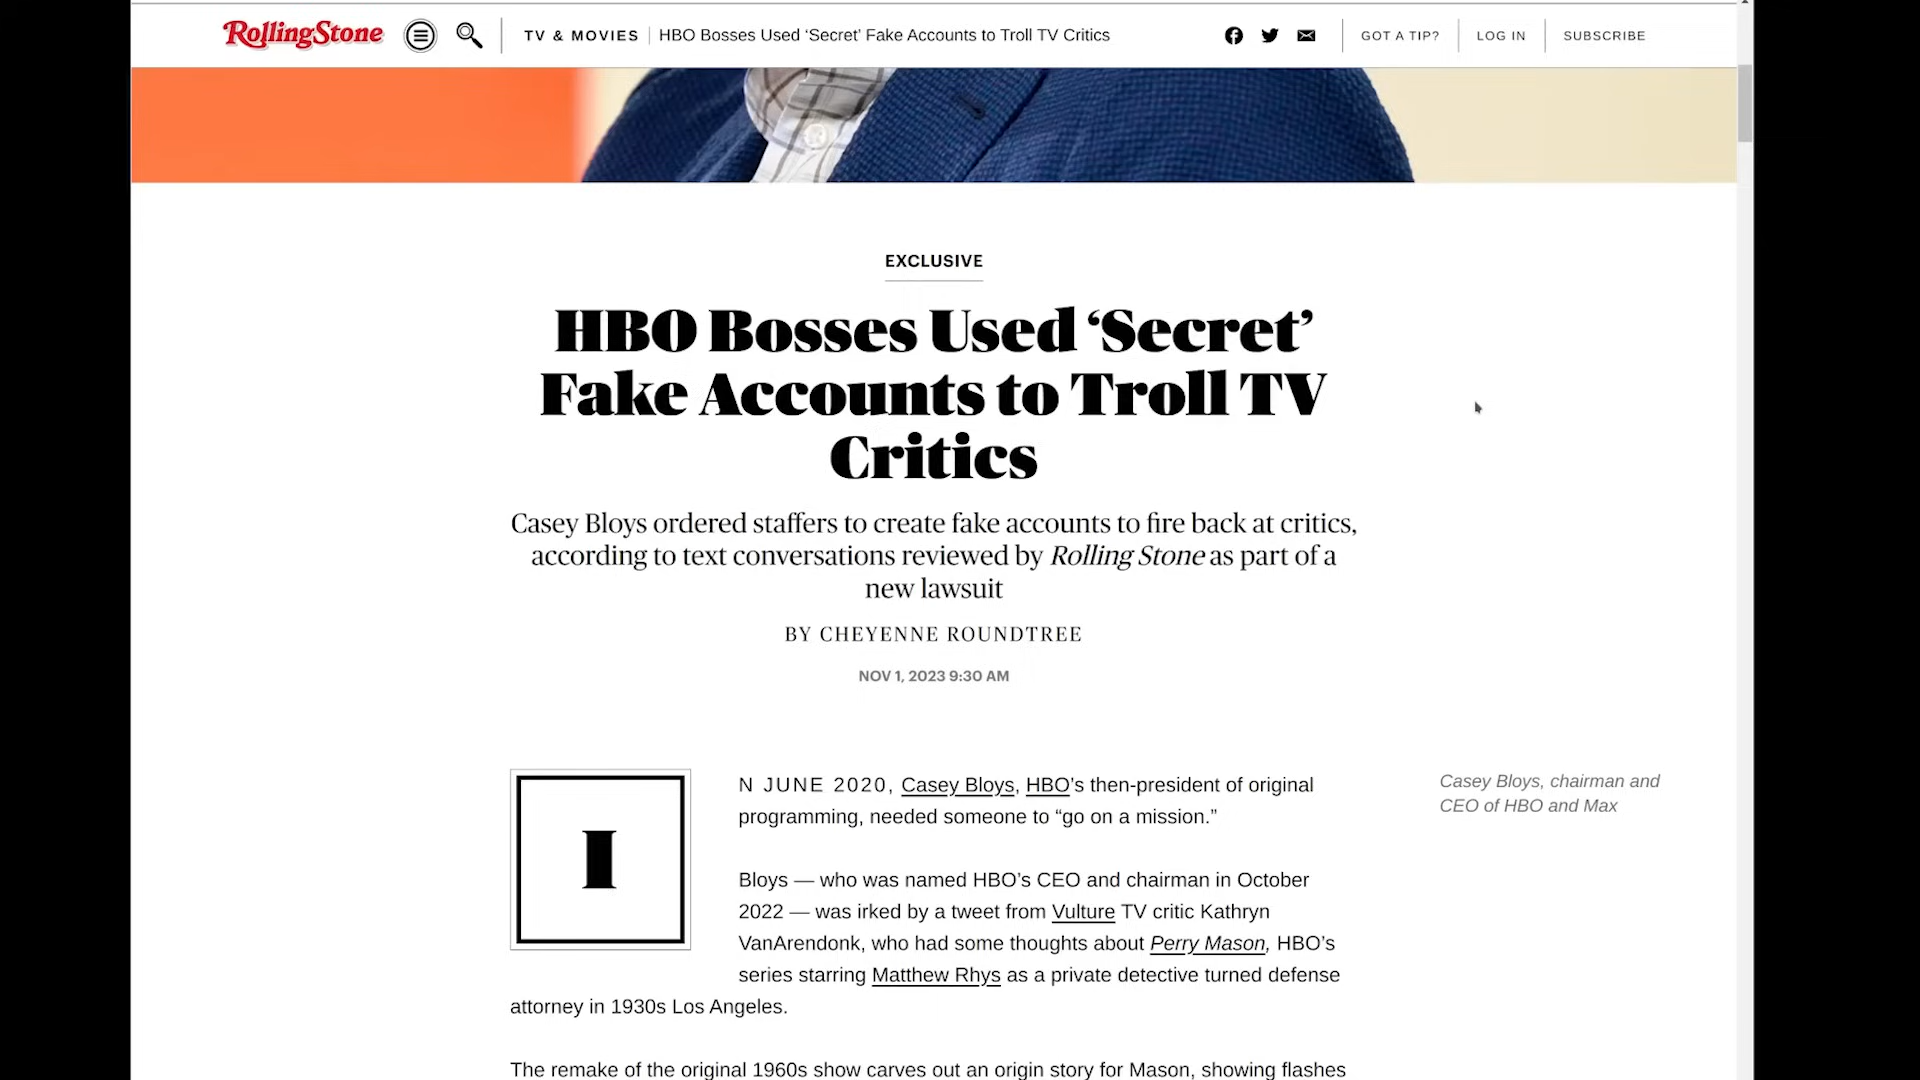 RollingStone
TV & MOVIES | HBO Bosses Used ‘Secret’ Fake Accounts to Troll TV Critics
GOT A TIP?
LOG IN
SUBSCRIBE
EXCLUSIVE
HBO Bosses Used ‘Secret’
Fake Accounts to Troll TV
Critics
Casey Bloys ordered staffers to create fake accounts to fire back at critics,
according to text conversations reviewed by Rolling Stone as part of a
new lawsuit
BY CHEYENNE ROUNDTREE
NOV 1, 2023 9:30 AM
IN JUNE 2020, Casey Bloys, HBO’s then-president of original
programming, needed someone to “go on a mission.”
Bloys — who was named HBO’s CEO and chairman in October
2022 — was irked by a tweet from Vulture TV critic Kathryn
VanArendonk, who had some thoughts about Perry Mason, HBO’s
series starring Matthew Rhys as a private detective turned defense
attorney in 1930s Los Angeles.
The remake of the original 1960s show carves out an origin story for Mason, showing flashes
Casey Bloys, chairman and
CEO of HBO and Max